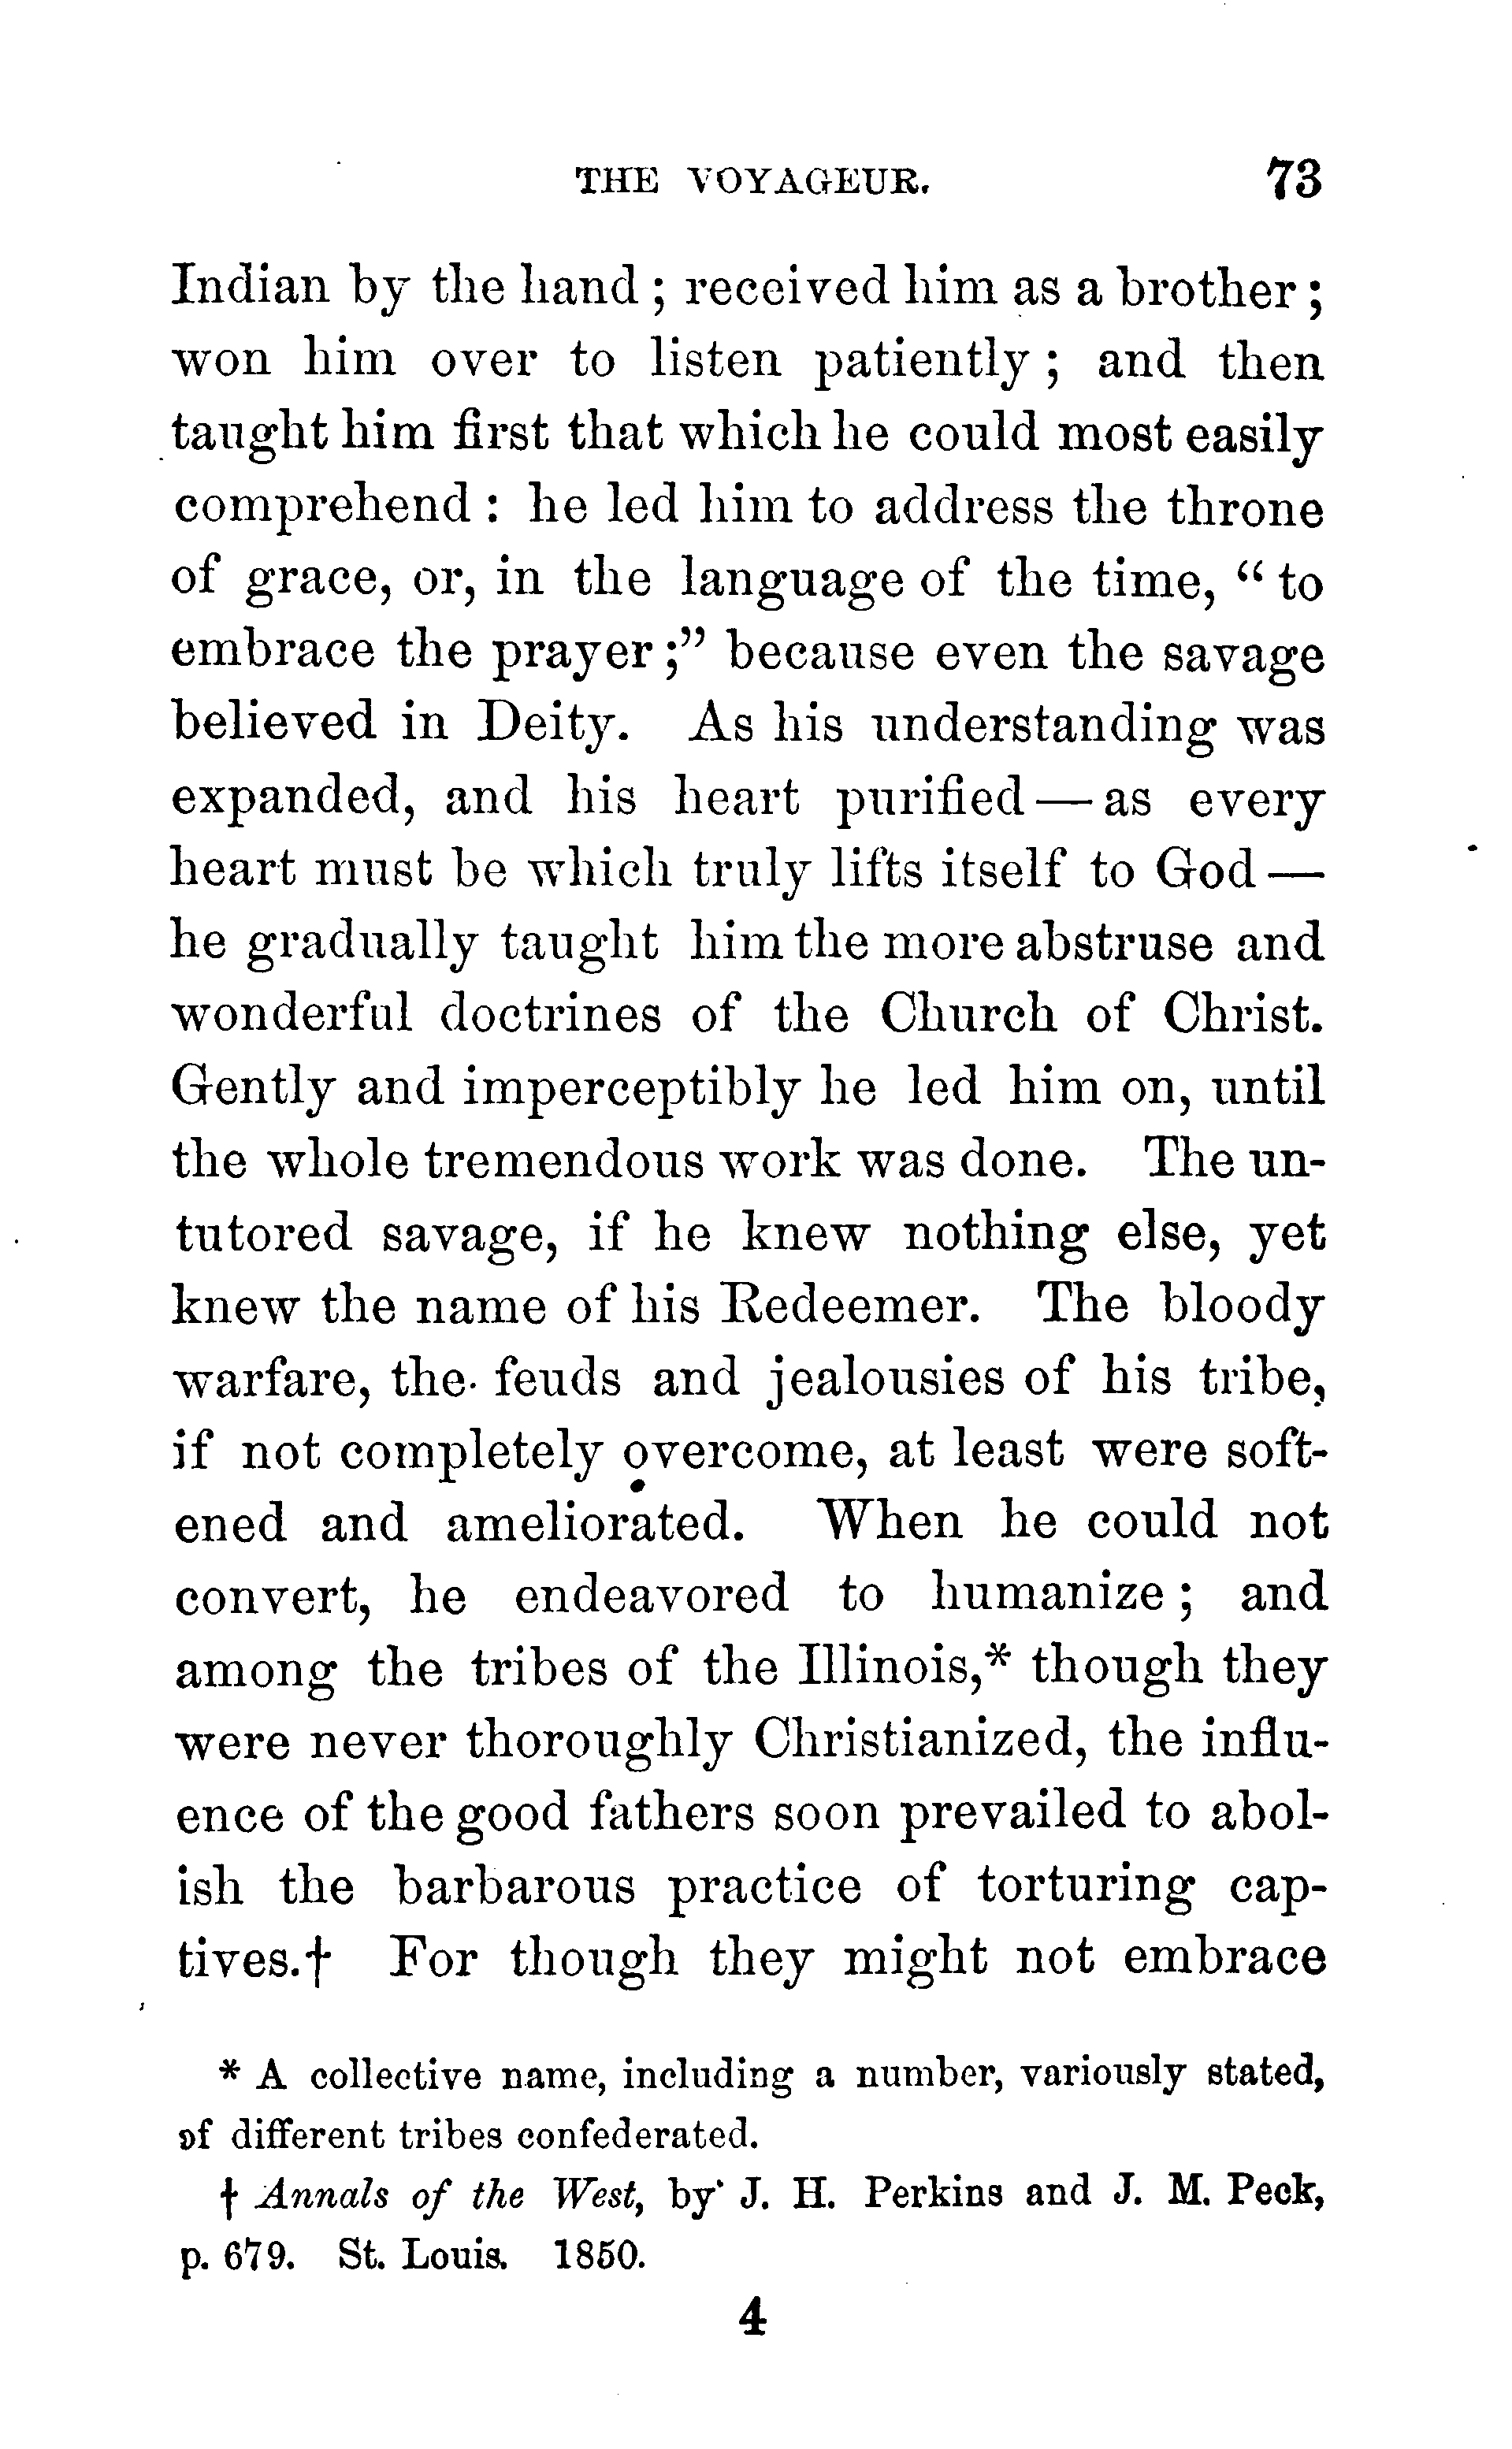 THE VOYAGEUR. 73
Indian by the hand ; received him as a brother ;
won him over to listen patiently ; and then
taught him first that which he could most easily
comprehend : he led him to address the throne
of grace, or, in the language of the time, “ to
embrace the prayer ;” because even the savage
believed in Deity. As his understanding was
expanded, and his heart purified — as every
heart must be which truly lifts itself to God —
he gradually taught him the more abstruse and
wonderful doctrines of the Church of Christ.
Gently and imperceptibly he led him on, until
the whole tremendous work was done. The un-
tutored savage, if he knew nothing else, yet
knew the name of his Redeemer. The bloody
warfare, the feuds and jealousies of his tribe,
if not completely overcome, at least were soft-
ened and ameliorated. When he could not
convert, he endeavored to humanize ; and
among the tribes of the Illinois,* though they
were never thoroughly Christianized, the influ-
ence of the good fathers soon prevailed to abol-
ish the barbarous practice of torturing cap-
tives.† For though they might not embrace
* A collective name, including a number, variously stated,
of different tribes confederated.
† Annals of the West, by J. H. Perkins and J. M. Peck,
p. 679. St. Louis. 1850.
4